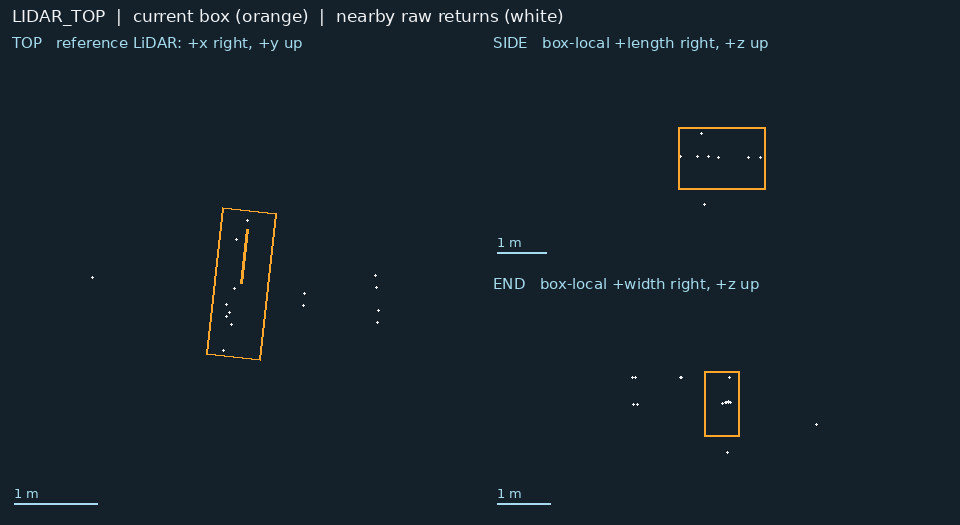 LIDAR_TOP | current box (orange) | nearby raw returns (white)
TOP reference LiDAR: +x right, +y up
SIDE box-local +length right, +z up
1 m
END box-local +width right, +z up
1 m
1 m